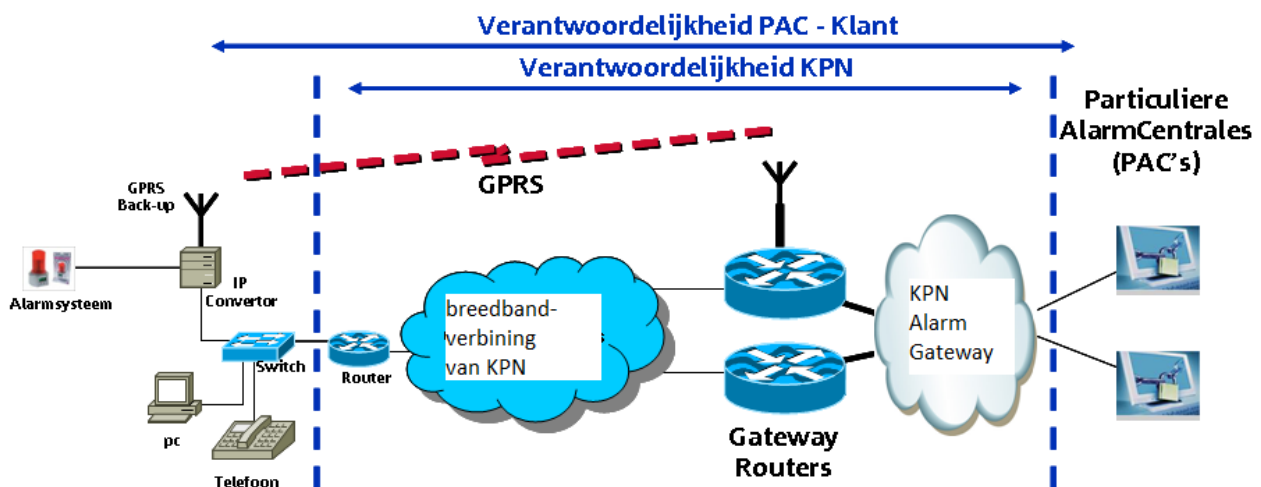 Verantwoordelijkheid PAC - Klant
Verantwoordelijkheid KPN
Particuliere
AlarmCentrales
(PAC's)
GPRS
GPRS
Back-up
IP
Convertor
Alarmsysteem
breedband-
verbining
van KPN
s
KPN
Alarm
Gateway
Switch
Router
pc
Telefoon
Gateway
Routers